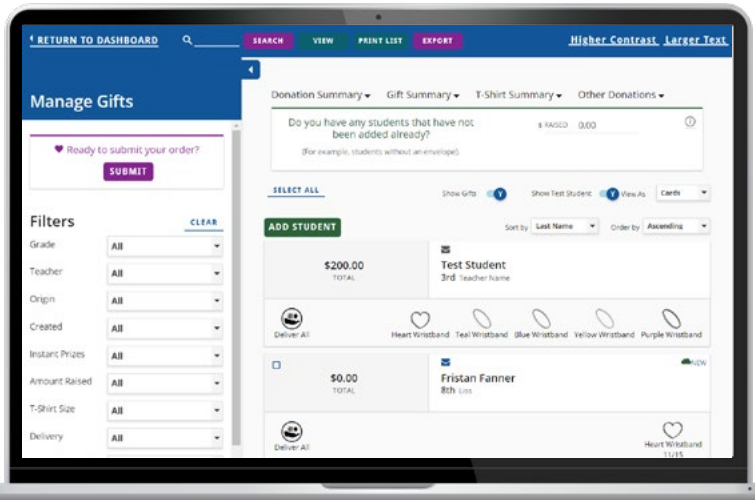 RETURN TO DASHBOARD
SEARCH VIEW PRINT LIST EXPORT
Higher Contrast Larger Text
Manage Gifts
Ready to submit your order?
SUBMIT
Filters CLEAR
Grade All
Teacher All
Origin All
Created All
Instant Prizes All
Amount Raised All
T-Shirt Size All
Delivery All
Donation Summary Gift Summary T-Shirt Summary Other Donations
Do you have any students that have not
been added already?
(For example, students without an envelope)
$ RAISED 0.00
SELECT ALL
Show Gifts Y Show Test Student Y View As Cards
ADD STUDENT
Sort by Last Name Order by Ascending
$200.00
TOTAL
Test Student
3rd Teacher Name
Deliver All
Heart Wristband Teal Wristband Blue Wristband Yellow Wristband Purple Wristband
$0.00
TOTAL
NEW
Fristan Fanner
8th Liss
Deliver All
Heart Wristband
11/15